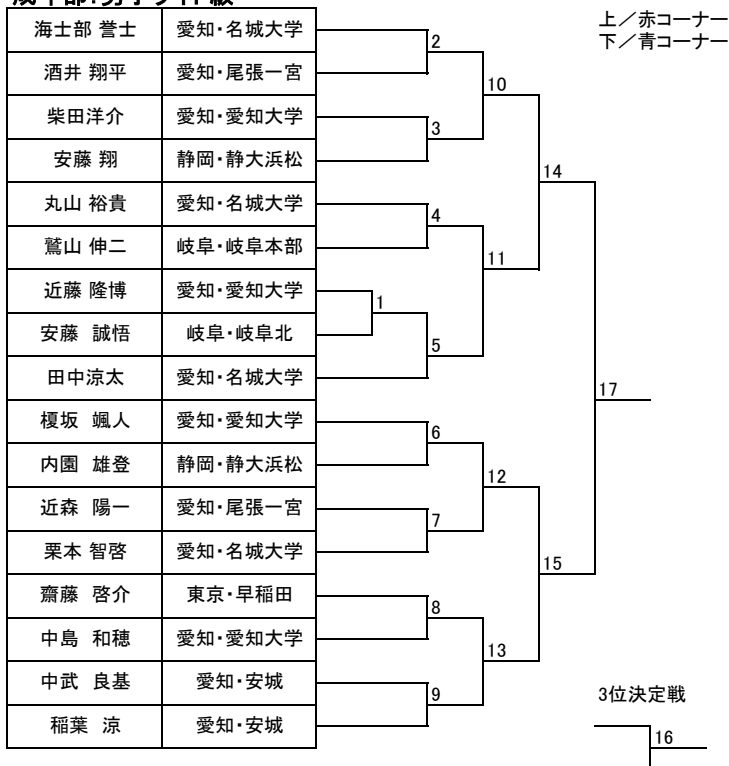 上／赤コーナー
下／青コーナー
海士部 誉士 愛知・名城大学
酒井 翔平 愛知・尾張一宮
柴田洋介 愛知・愛知大学
安藤 翔 静岡・静大浜松
丸山 裕貴 愛知・名城大学
鷲山 伸二 岐阜・岐阜本部
近藤 隆博 愛知・愛知大学
安藤 誠悟 岐阜・岐阜北
田中涼太 愛知・名城大学
榎坂 颯人 愛知・愛知大学
内園 雄登 静岡・静大浜松
近森 陽一 愛知・尾張一宮
栗本 智啓 愛知・名城大学
齋藤 啓介 東京・早稲田
中島 和穂 愛知・愛知大学
中武 良基 愛知・安城
稲葉 涼 愛知・安城
2
10
3
14
4
11
1
5
17
6
12
7
15
8
13
9
3位決定戦
16